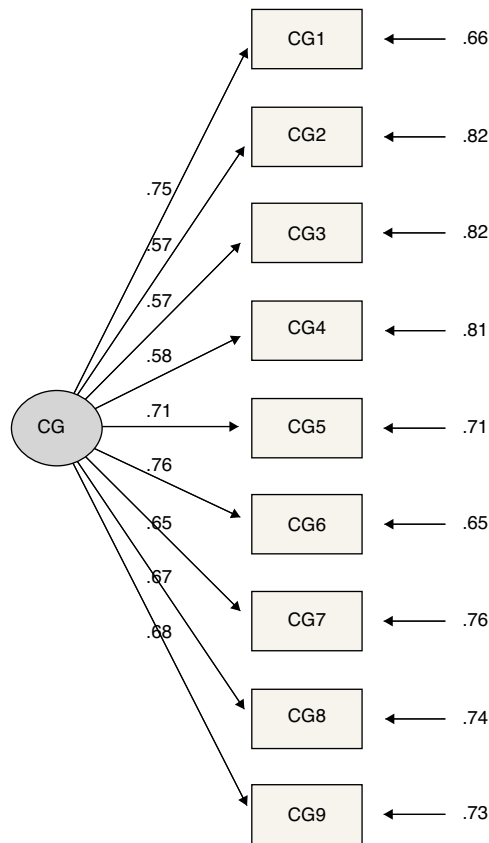 CG1
.66
CG2
.82
.75
.57
CG3
.82
.57
CG4
.81
.58
.71
CG
CG5
.71
.76
CG6
.65
.65
.67
CG7
.76
.68
CG8
.74
CG9
.73